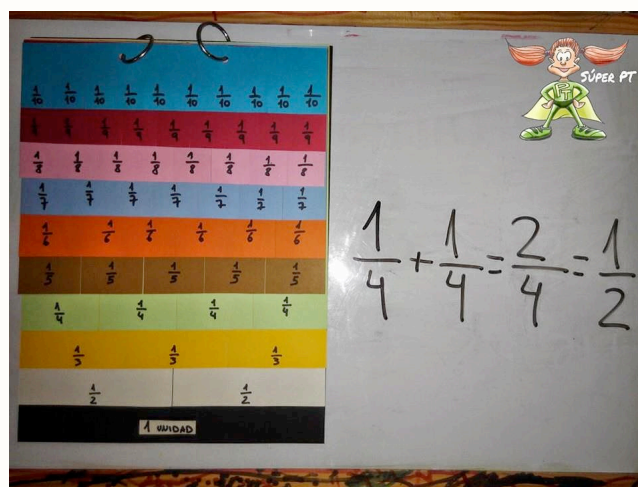 1/10 1/10 1/10 1/10 1/10 1/10 1/10 1/10 1/10 1/10
1/9 1/9 1/9 1/9 1/9 1/9 1/9 1/9 1/9
1/8 1/8 1/8 1/8 1/8 1/8 1/8 1/8
1/7 1/7 1/7 1/7 1/7 1/7 1/7
1/6 1/6 1/6 1/6 1/6 1/6
1/5 1/5 1/5 1/5 1/5
1/4 1/4 1/4 1/4
1/3 1/3 1/3
1/2 1/2
1 UNIDAD
SÚPER PT
PT
1/4 + 1/4 = 2/4 = 1/2